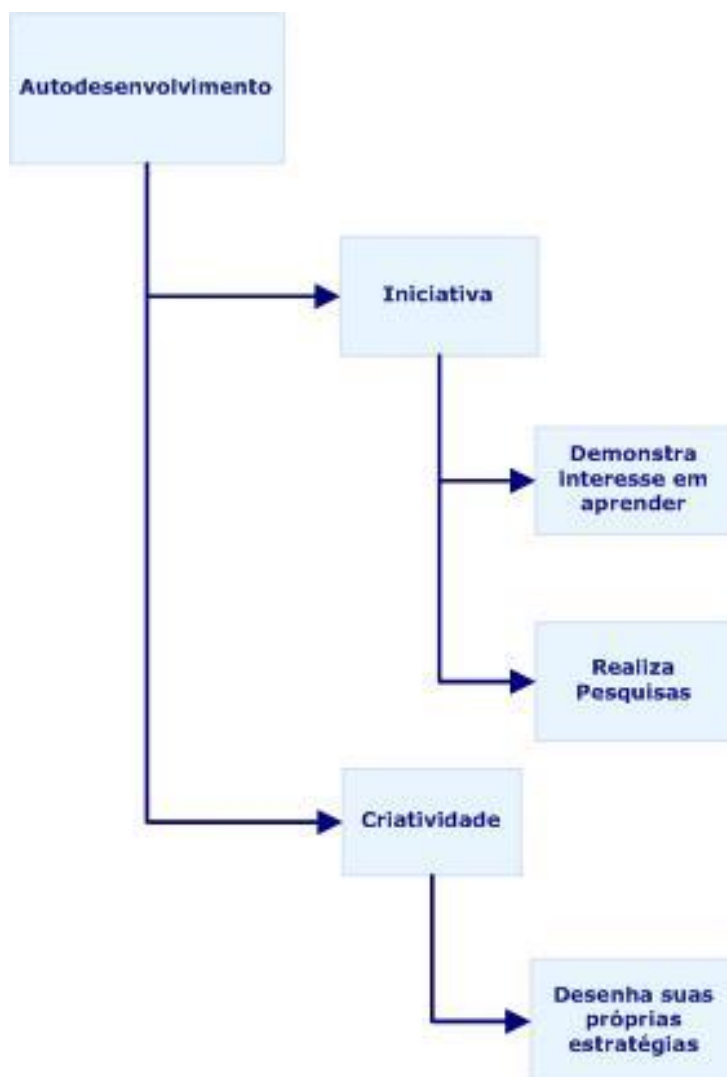 Autodesenvolvimento
Iniciativa
Demonstra
interesse em
aprender
Realiza
Pesquisas
Criatividade
Desenha suas
próprias
estratégias